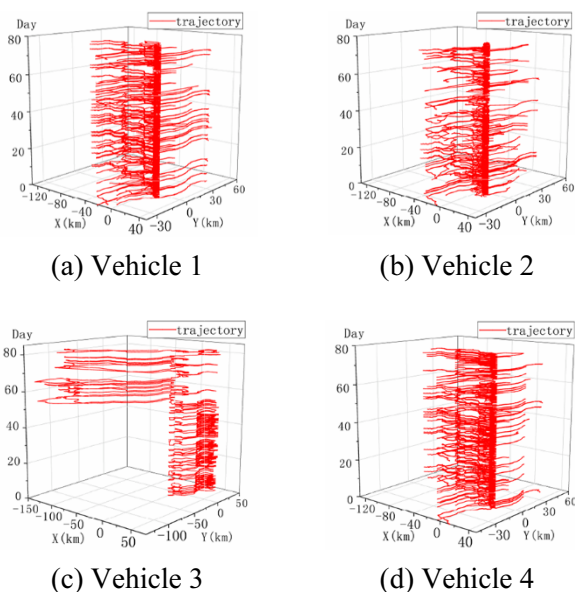 Day
trajectory
80
60
40
20
0
-120
-80
-40
0
40
X(km)
-30
0
30
60
Y(km)
(a) Vehicle 1
Day
trajectory
80
60
40
20
0
-120
-80
-40
0
40
X(km)
-30
0
30
60
Y(km)
(b) Vehicle 2
Day
trajectory
80
60
40
20
0
-150
-100
-50
0
50
X(km)
-100
-50
0
50
Y(km)
(c) Vehicle 3
Day
trajectory
80
60
40
20
0
-120
-80
-40
0
40
X(km)
-30
0
30
60
Y(km)
(d) Vehicle 4